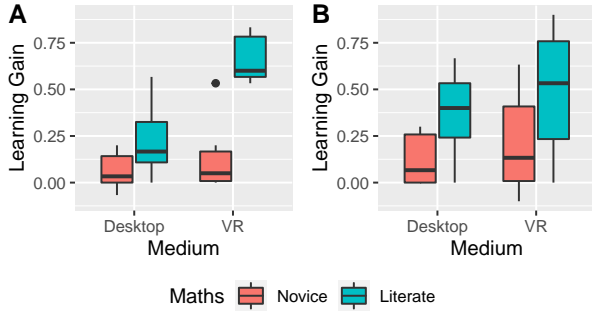 A
B
Learning Gain
0.75
0.50
0.25
0.00
Desktop
VR
Medium
Learning Gain
0.75
0.50
0.25
0.00
Desktop
VR
Medium
Maths
Novice
Literate